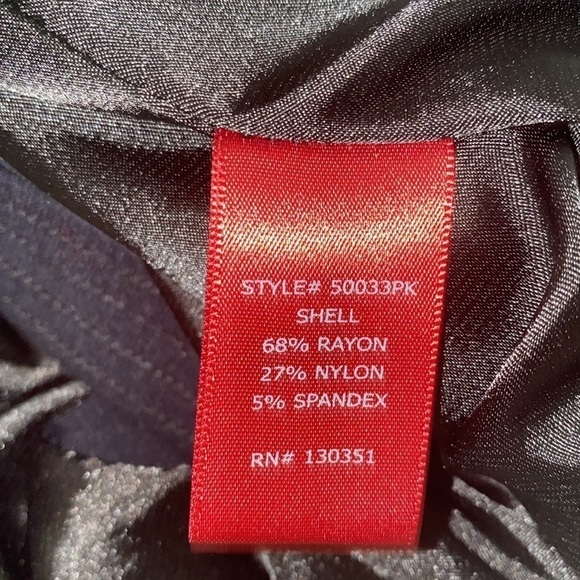 STYLE# 50033PK
SHELL
68% RAYON
27% NYLON
5% SPANDEX
RN# 130351